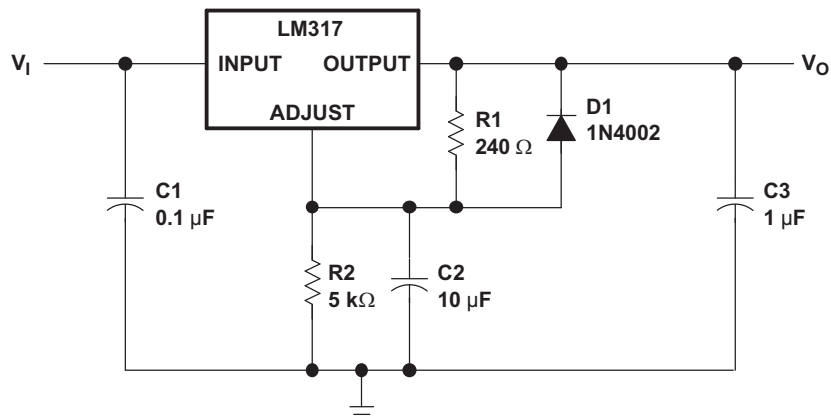 LM317
V_I INPUT OUTPUT V_O
ADJUST
R1
240 Ω
D1
1N4002
C1
0.1 µF
C3
1 µF
R2
5 kΩ
C2
10 µF